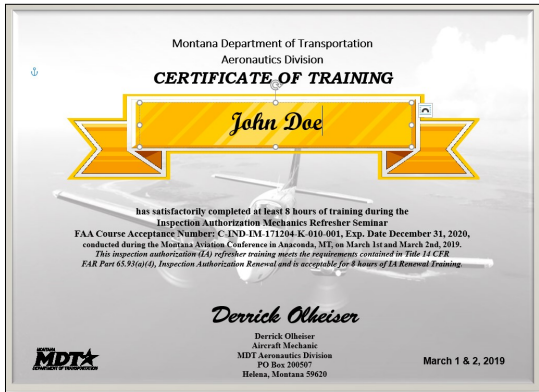 Montana Department of Transportation
Aeronautics Division
CERTIFICATE OF TRAINING
John Doe
has satisfactorily completed at least 8 hours of training during the
Inspection Authorization Mechanics Refresher Seminar
FAA Course Acceptance Number: C-IND-IM-171204-K-010-001, Exp. Date December 31, 2020,
conducted during the Montana Aviation Conference in Anaconda, MT, on March 1st and March 2nd, 2019.
This inspection authorization (IA) refresher training meets the requirements contained in Title 14 CFR
FAR Part 65.93(a)(4), Inspection Authorization Renewal and is acceptable for 8 hours of IA Renewal Training.
Derrick Olheiser
Derrick Olheiser
Aircraft Mechanic
MDT Aeronautics Division
PO Box 200507
Helena, Montana 59620
MONTANA
MDT
DEPARTMENT OF TRANSPORTATION
March 1 & 2, 2019